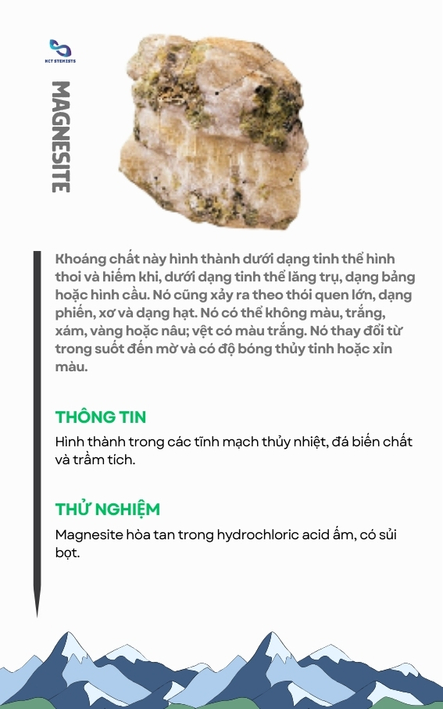 NCT STEM SETS
MAGNESITE
Khoáng chất này hình thành dưới dạng tinh thể hình
thoi và hiếm khi, dưới dạng tinh thể lăng trụ, dạng bảng
hoặc hình cầu. Nó cũng xảy ra theo thói quen lớn, dạng
phiến, xơ và dạng hạt. Nó có thể không màu, trắng,
xám, vàng hoặc nâu; vệt có màu trắng. Nó thay đổi từ
trong suốt đến mờ và có độ bóng thủy tinh hoặc xỉn
màu.
THÔNG TIN
Hình thành trong các tĩnh mạch thủy nhiệt, đá biến chất
và trầm tích.
THỬ NGHIỆM
Magnesite hòa tan trong hydrochloric acid ấm, có sủi
bọt.